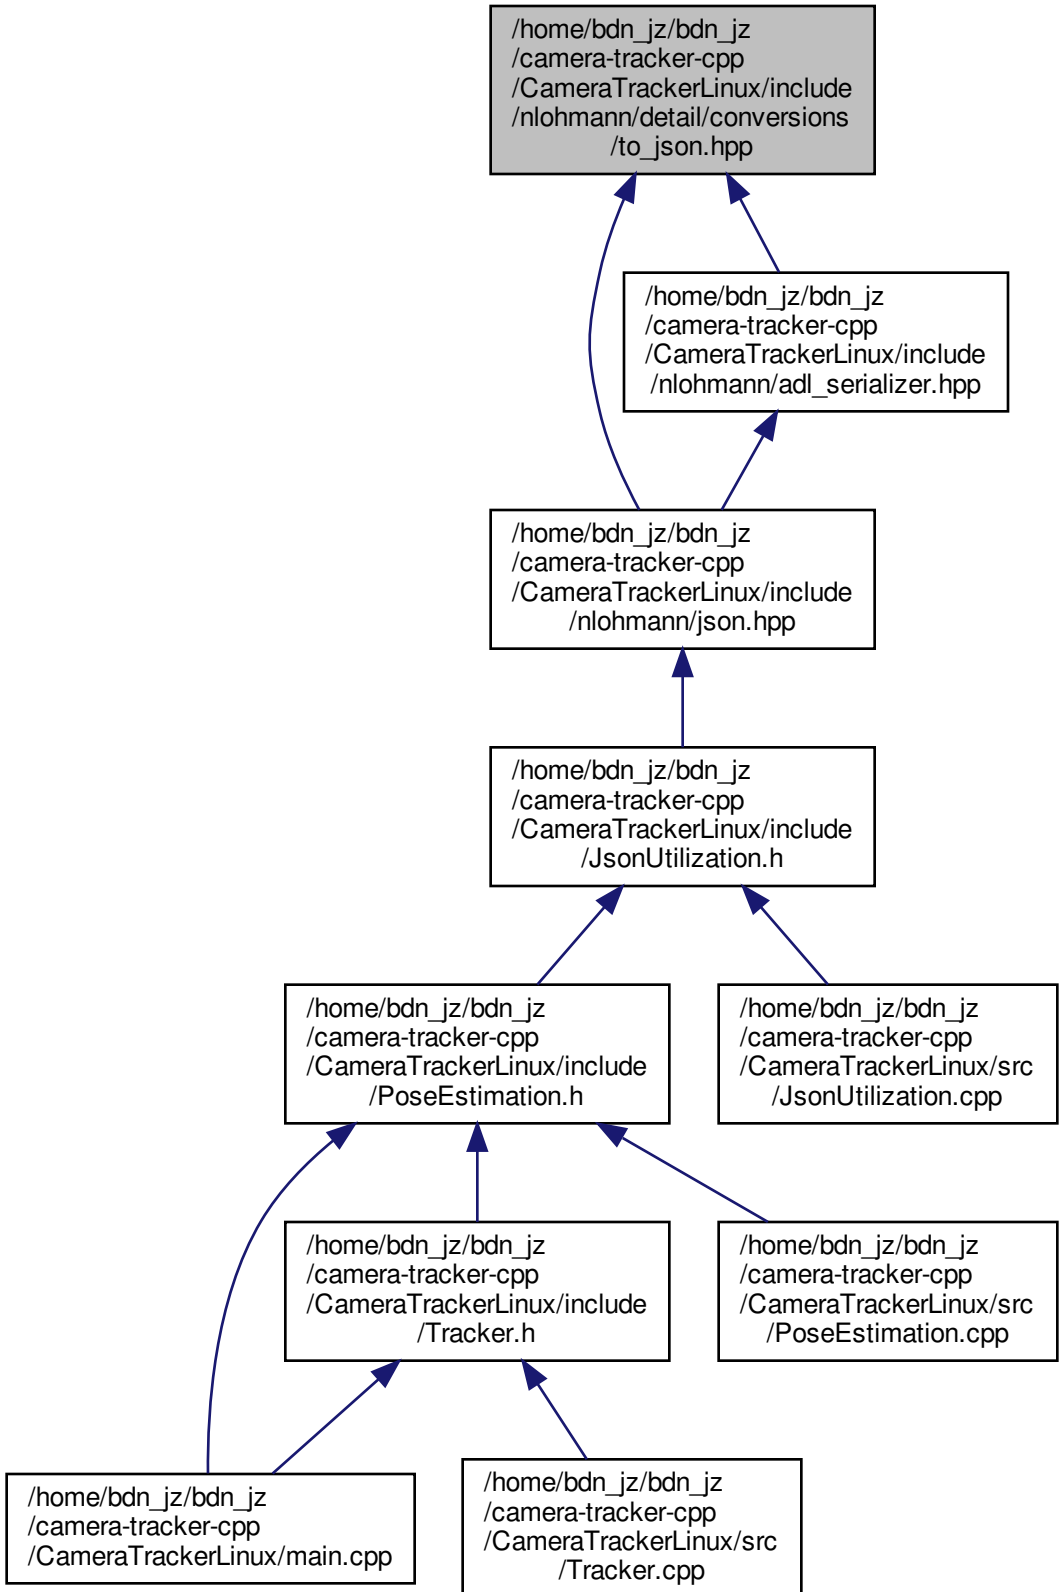 /home/bdn_jz/bdn_jz
/camera-tracker-cpp
/CameraTrackerLinux/include
/nlohmann/detail/conversions
/to_json.hpp
/home/bdn_jz/bdn_jz
/camera-tracker-cpp
/CameraTrackerLinux/include
/nlohmann/adl_serializer.hpp
/home/bdn_jz/bdn_jz
/camera-tracker-cpp
/CameraTrackerLinux/include
/nlohmann/json.hpp
/home/bdn_jz/bdn_jz
/camera-tracker-cpp
/CameraTrackerLinux/include
/JsonUtilization.h
/home/bdn_jz/bdn_jz
/camera-tracker-cpp
/CameraTrackerLinux/include
/PoseEstimation.h
/home/bdn_jz/bdn_jz
/camera-tracker-cpp
/CameraTrackerLinux/src
/JsonUtilization.cpp
/home/bdn_jz/bdn_jz
/camera-tracker-cpp
/CameraTrackerLinux/include
/Tracker.h
/home/bdn_jz/bdn_jz
/camera-tracker-cpp
/CameraTrackerLinux/src
/PoseEstimation.cpp
/home/bdn_jz/bdn_jz
/camera-tracker-cpp
/CameraTrackerLinux/main.cpp
/home/bdn_jz/bdn_jz
/camera-tracker-cpp
/CameraTrackerLinux/src
/Tracker.cpp